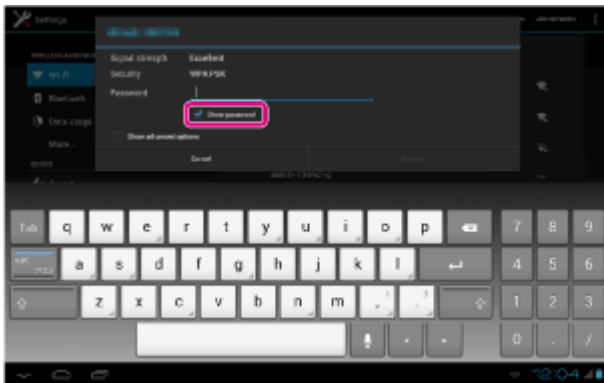 Settings
Signal strength Excellent
Security WPA PSK
Password
Wi-Fi
Bluetooth
Show password
Data usage
Show advanced options
More...
Cancel
DEVICE
Tab q w e r t y u i o p 7 8 9
a s d f g h j k l 4 5 6
z x c v b n m , . 1 2 3
0 . /
12:04